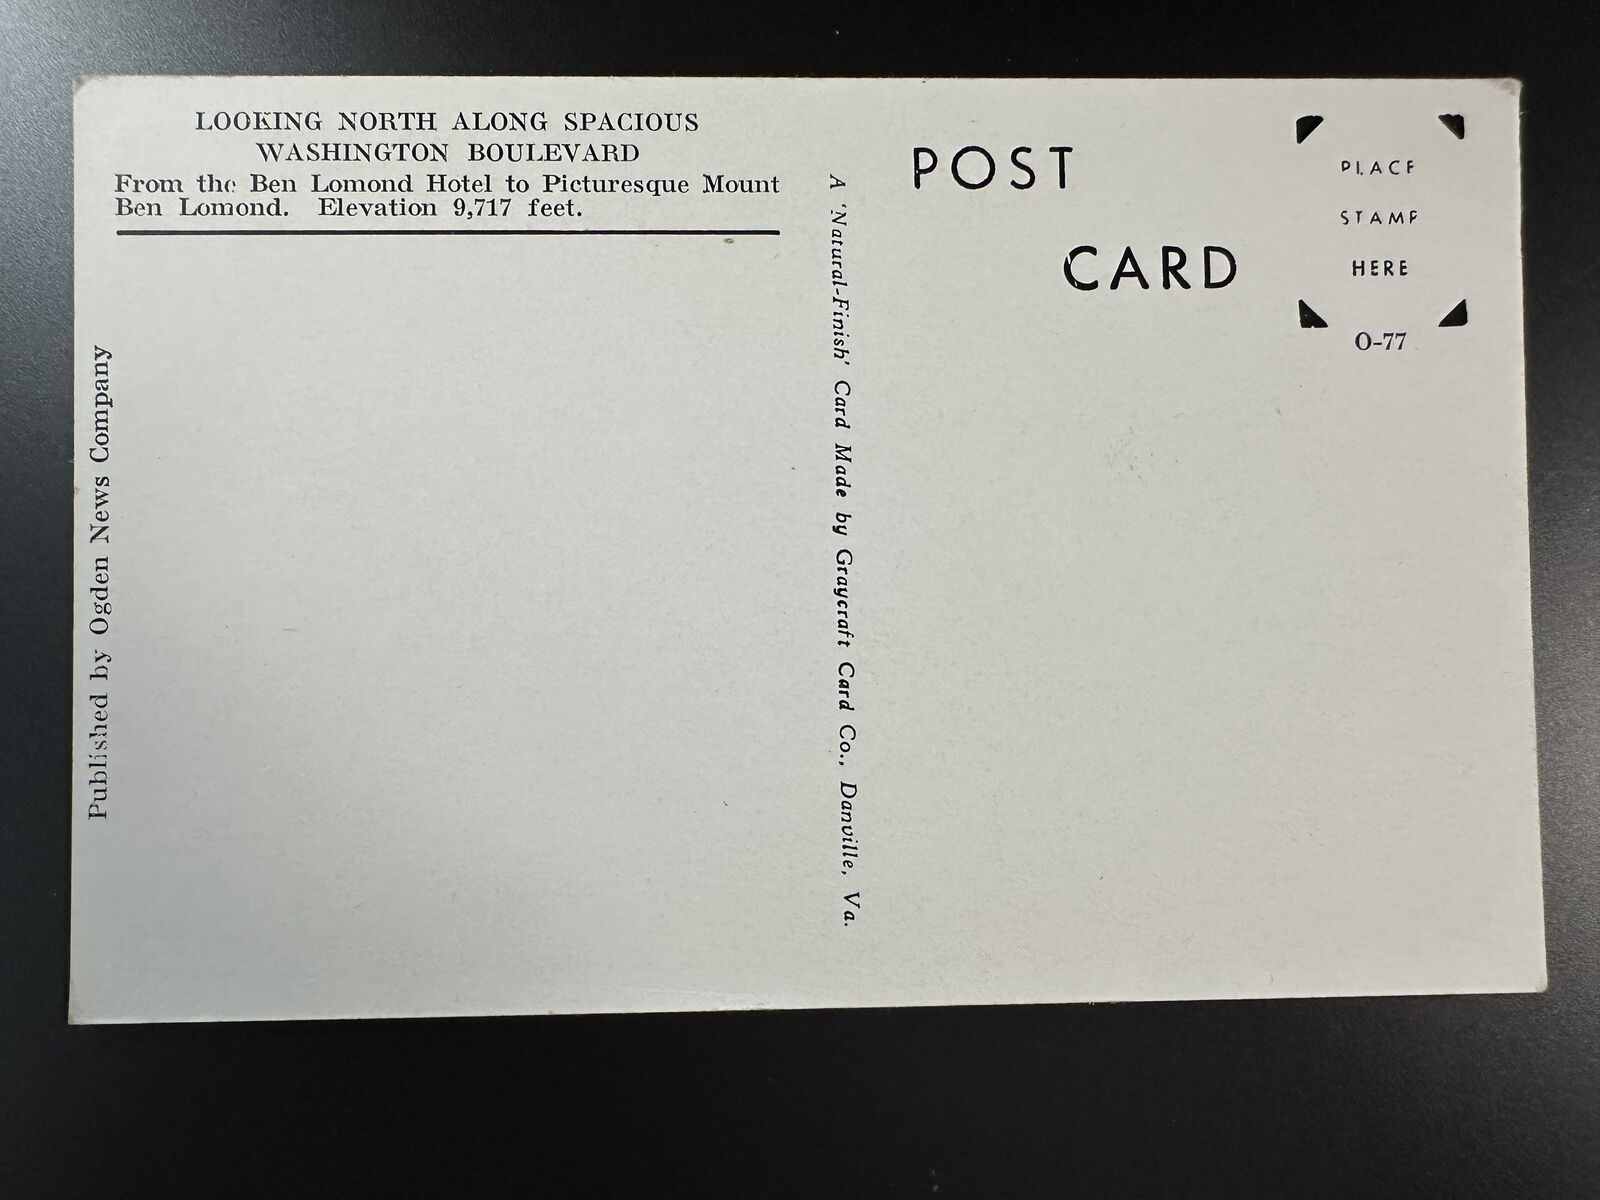 LOOKING NORTH ALONG SPACIOUS
WASHINGTON BOULEVARD
From the Ben Lomond Hotel to Picturesque Mount
Ben Lomond. Elevation 9,717 feet.
Published by Ogden News Company
A 'Natural-Finish' Card Made by Graycraft Card Co., Danville, Va.
POST
CARD
PLACE
STAMP
HERE
O-77